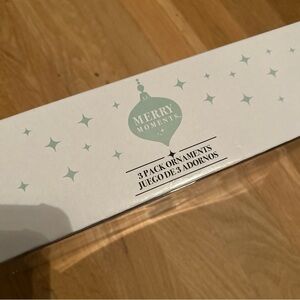 MERRY
MOMENTS
3 PACK ORNAMENTS
JUEGO DE 3 ADORNOS